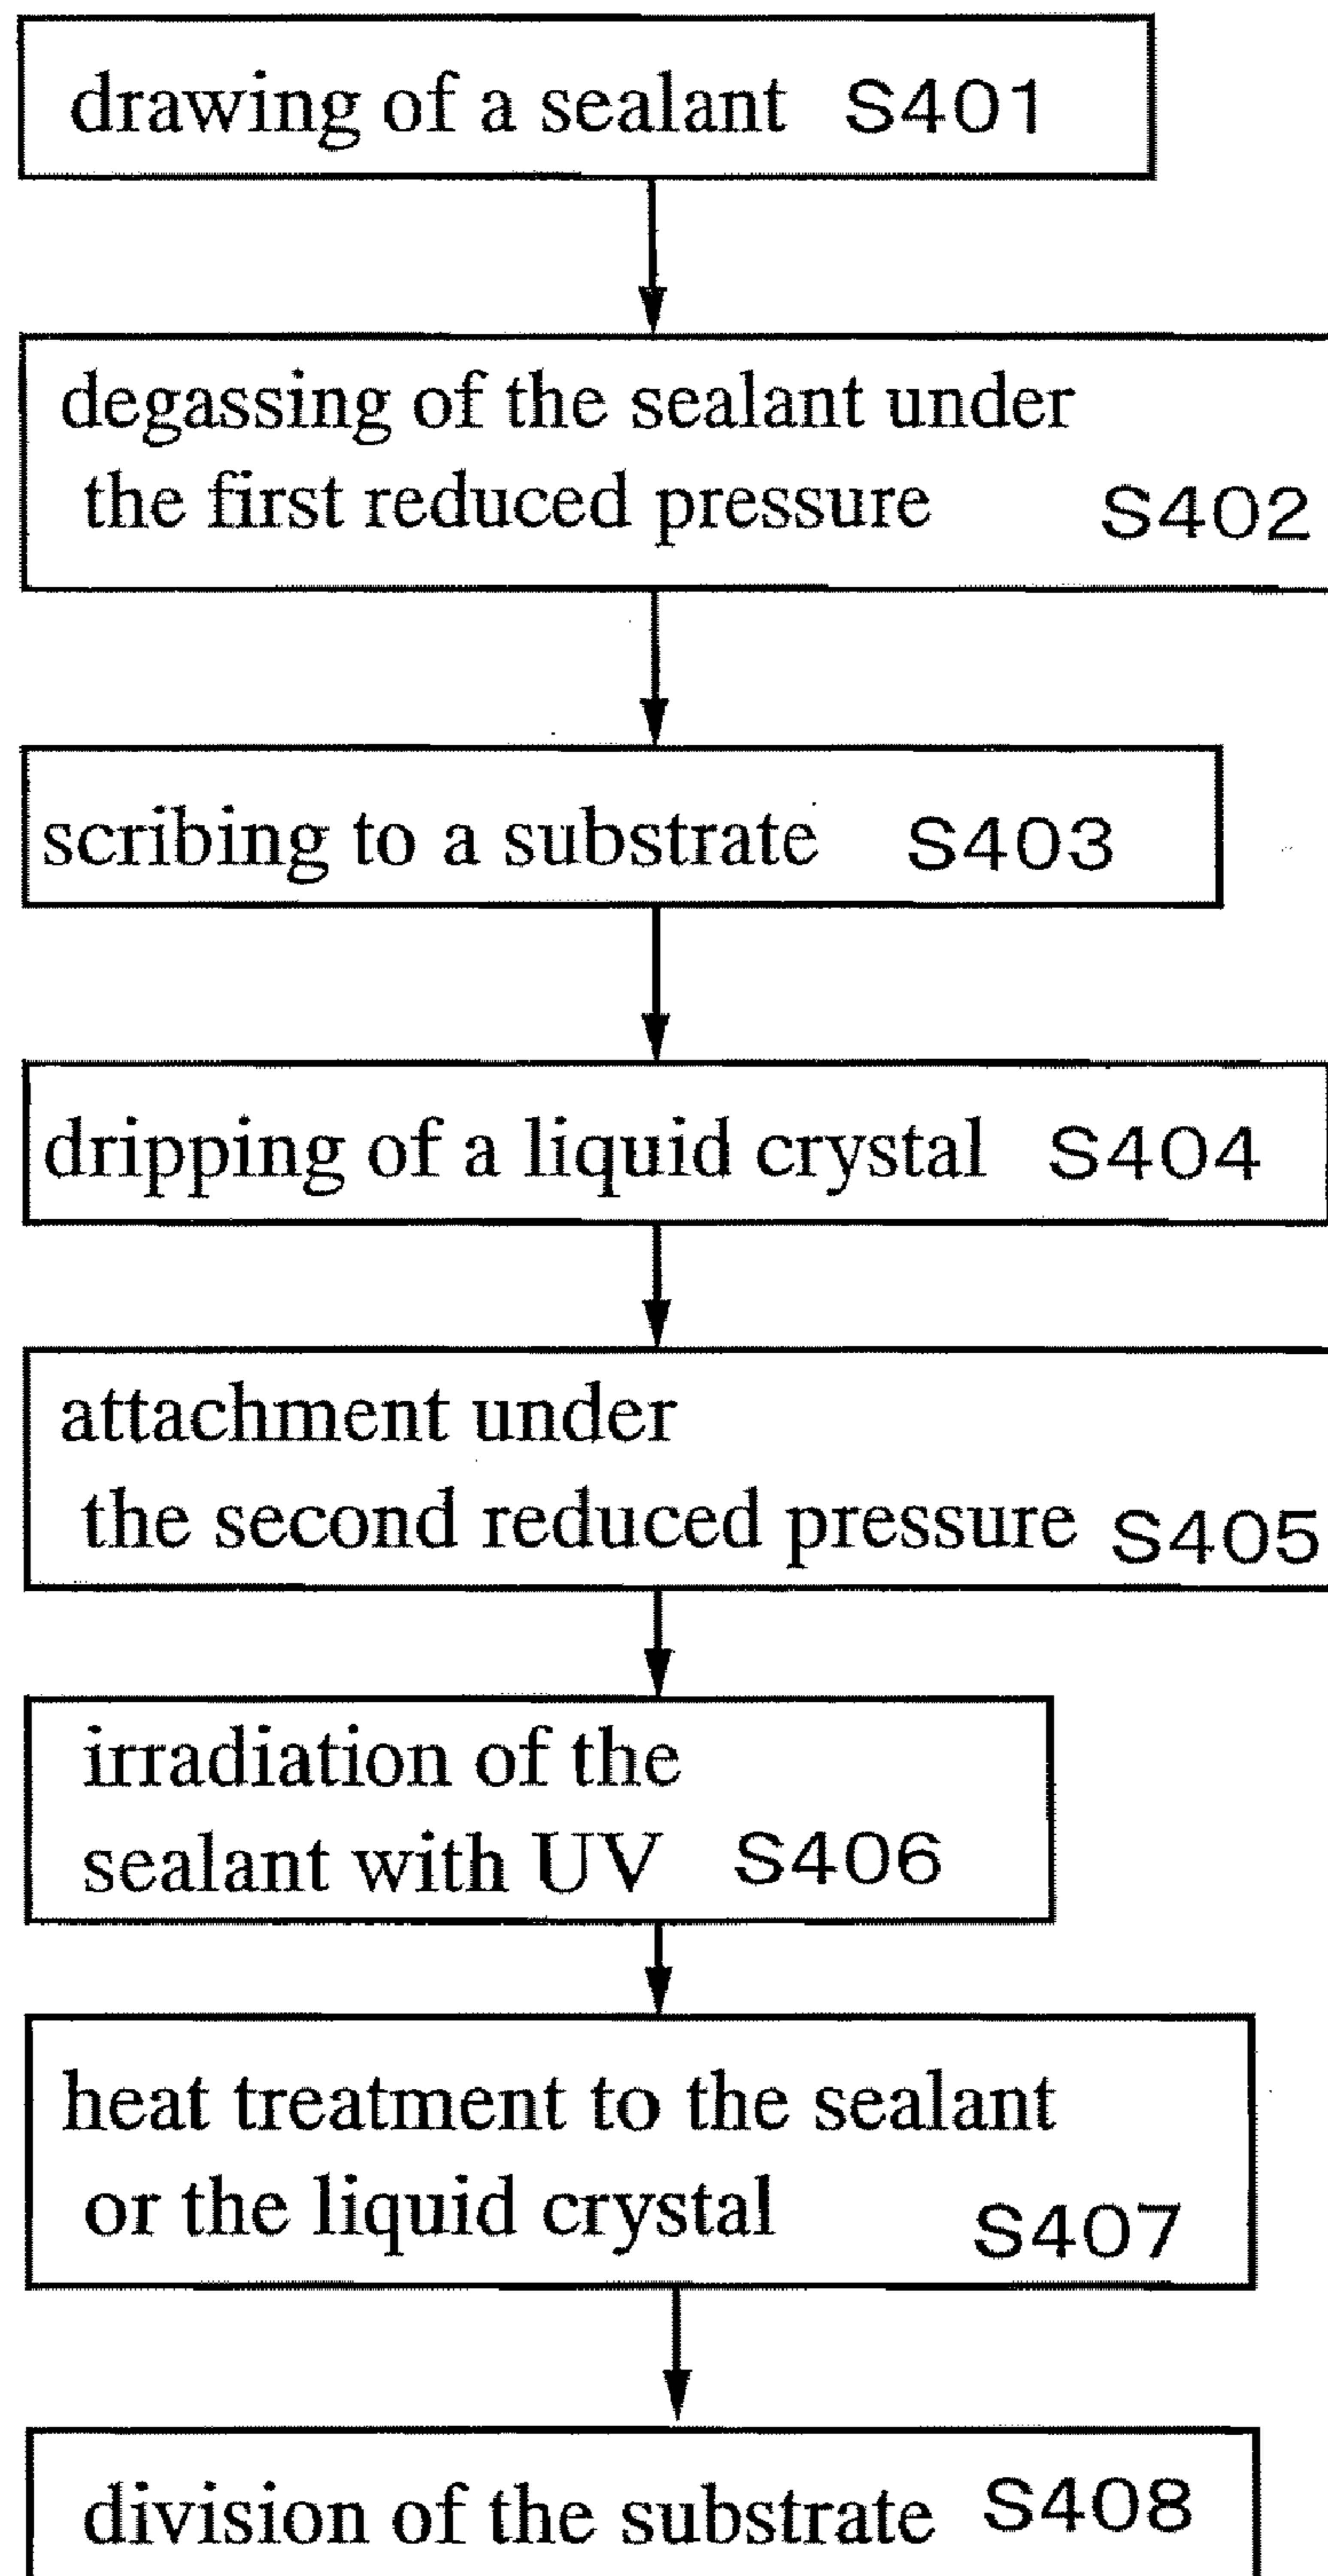 drawing of a sealant S401
degassing of the sealant under
the first reduced pressure S402
scribing to a substrate S403
dripping of a liquid crystal S404
attachment under
the second reduced pressure S405
irradiation of the
sealant with UV S406
heat treatment to the sealant
or the liquid crystal S407
division of the substrate S408